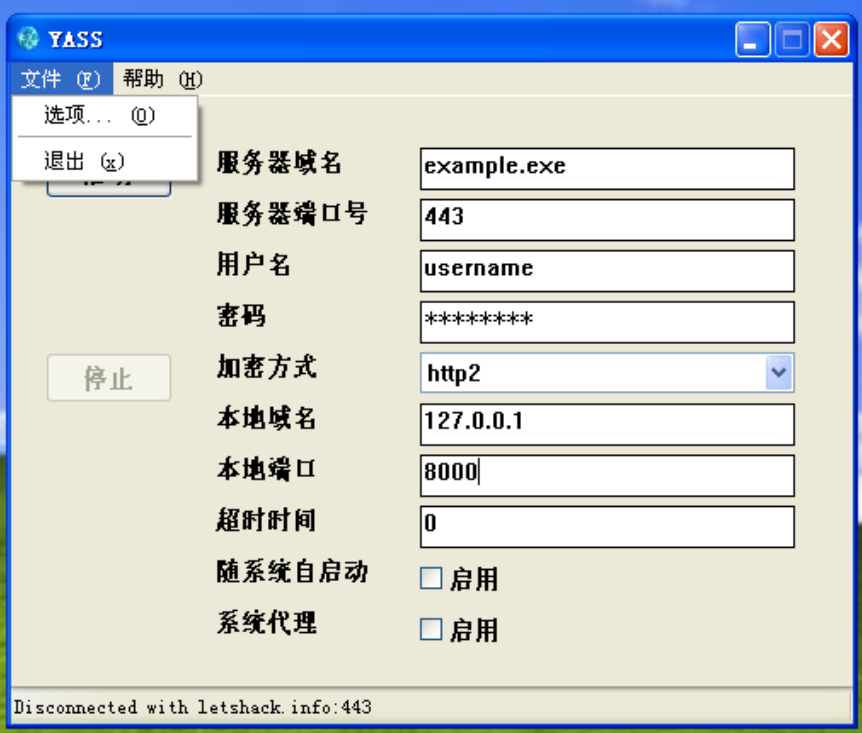 YASS
文件 (F) 帮助 (H)
选项... (O)
退出 (x)
服务器域名 example.exe
服务器端口号 443
用户名 username
密码 ********
停止
加密方式 http2
本地域名 127.0.0.1
本地端口 8000
超时时间 0
随系统自启动 启用
系统代理 启用
Disconnected with letshack.info:443